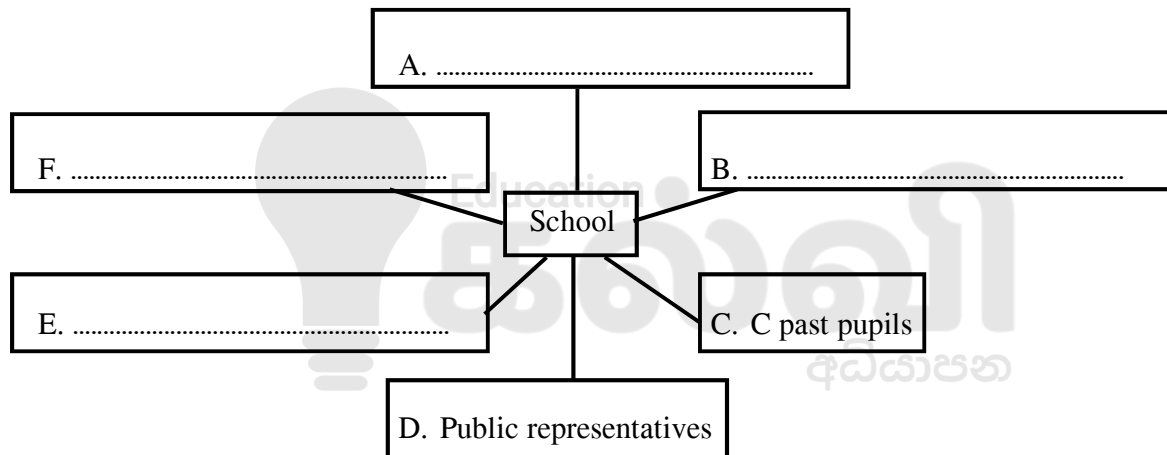 A. ..............................................................
F. ..............................................................
B. ..............................................................
Education
School
E. ..............................................................
C. C past pupils
අධ්‍යාපන
D. Public representatives